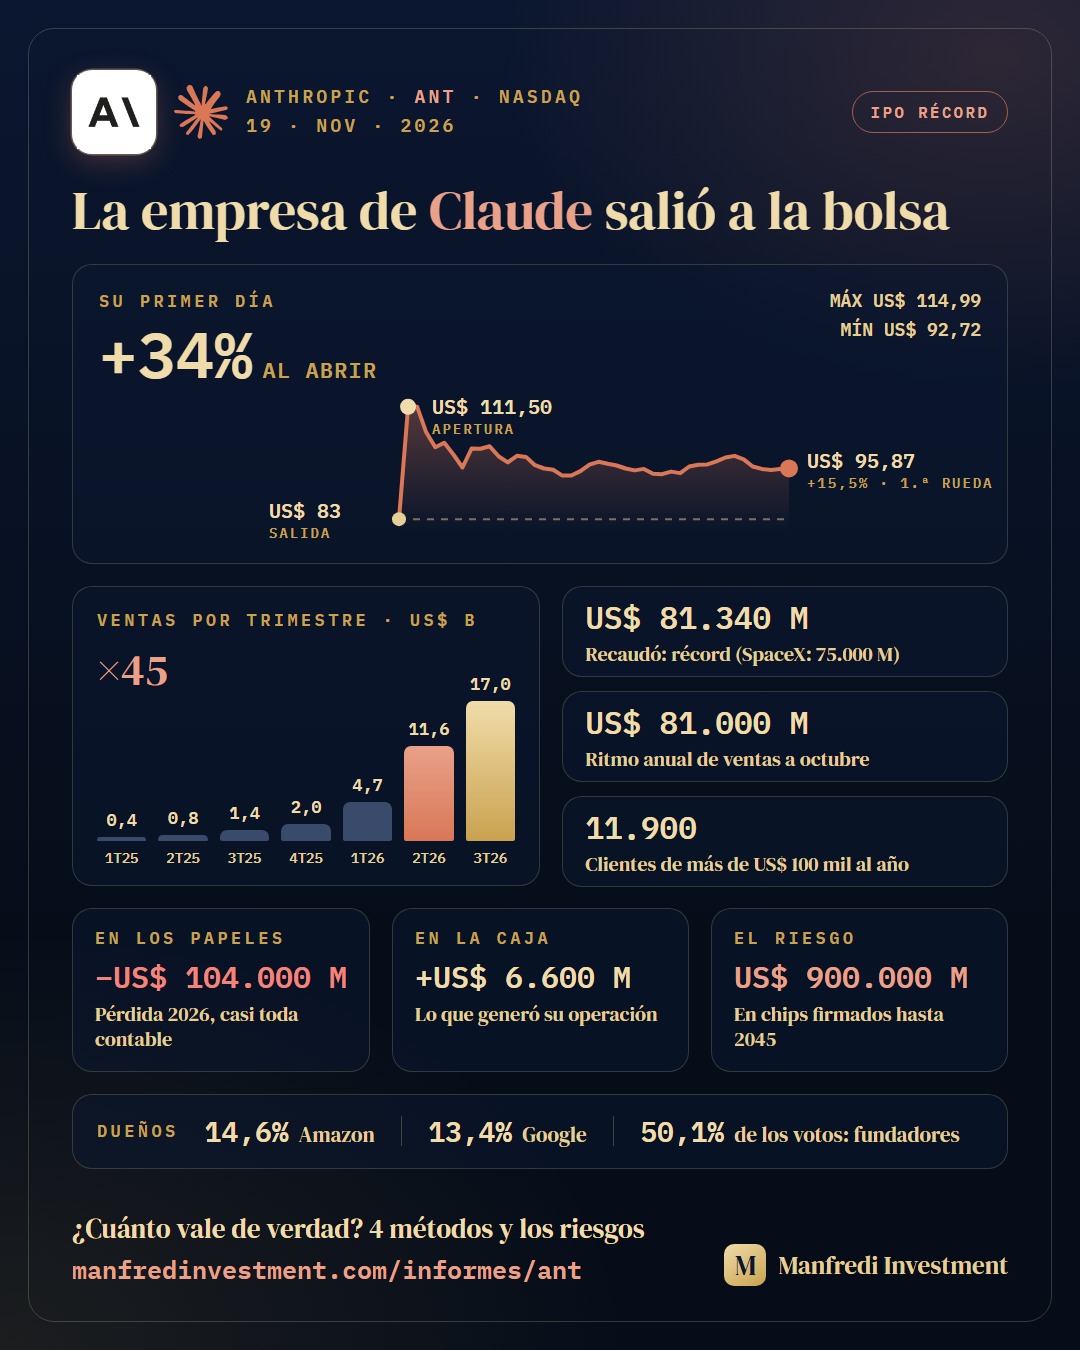 A\
ANTHROPIC · ANT · NASDAQ
19 · NOV · 2026
IPO RÉCORD
La empresa de Claude salió a la bolsa
SU PRIMER DÍA
+34% AL ABRIR
MÁX US$ 114,99
MÍN US$ 92,72
US$ 111,50
APERTURA
US$ 95,87
+15,5% · 1.ª RUEDA
US$ 83
SALIDA
VENTAS POR TRIMESTRE · US$ B
×45
0,4
0,8
1,4
2,0
4,7
11,6
17,0
1T25
2T25
3T25
4T25
1T26
2T26
3T26
US$ 81.340 M
Recaudó: récord (SpaceX: 75.000 M)
US$ 81.000 M
Ritmo anual de ventas a octubre
11.900
Clientes de más de US$ 100 mil al año
EN LOS PAPELES
−US$ 104.000 M
Pérdida 2026, casi toda
contable
EN LA CAJA
+US$ 6.600 M
Lo que generó su operación
EL RIESGO
US$ 900.000 M
En chips firmados hasta
2045
DUEÑOS 14,6% Amazon 13,4% Google 50,1% de los votos: fundadores
¿Cuánto vale de verdad? 4 métodos y los riesgos
manfredinvestment.com/informes/ant
M Manfredi Investment